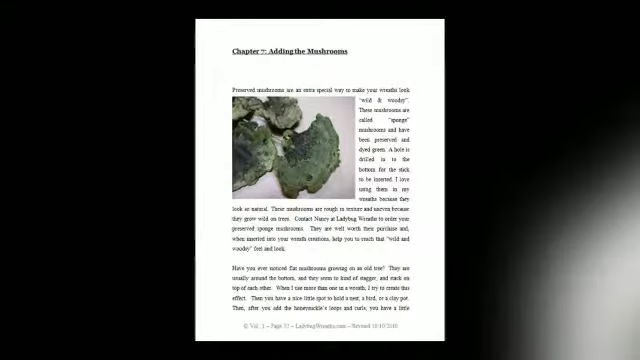 Chapter 7: Adding the Mushrooms
Preserved mushrooms are an extra special way to make your wreaths look
"wild & woodsy".
These mushrooms are
called "sponge"
mushrooms and have
been preserved and
dyed green. A hole is
drilled in to the
bottom for the stick
to be inserted. I love
using them in my
wreaths because they
look so natural. These mushrooms are rough in texture and uneven because
they grow wild on trees. Contact Nancy at Ladybug Wreaths to order your
preserved sponge mushrooms. They are well worth their purchase and,
when inserted into your wreath creations, help you to reach that "wild and
woodsy" feel and look.
Have you ever noticed flat mushrooms growing on an old tree? They are
usually around the bottom, and they seem to kind of stagger, and stack on
top of each other. When I use more than one in a wreath, I try to create this
effect. Then you have a nice little spot to hold a nest, a bird, or a clay pot.
Then, after you add the honeysuckle's loops and curls, you have a little
© Vol. 1 – Page – LadybugWreaths.com – Revised 10/10/2010